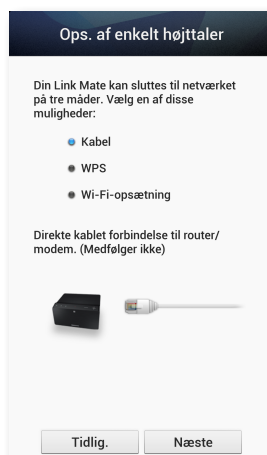 Ops. af enkelt højttaler
Din Link Mate kan sluttes til netværket
på tre måder. Vælg en af disse
muligheder:
Kabel
WPS
Wi-Fi-opsætning
Direkte kablet forbindelse til router/
modem. (Medfølger ikke)
Tidlig.
Næste